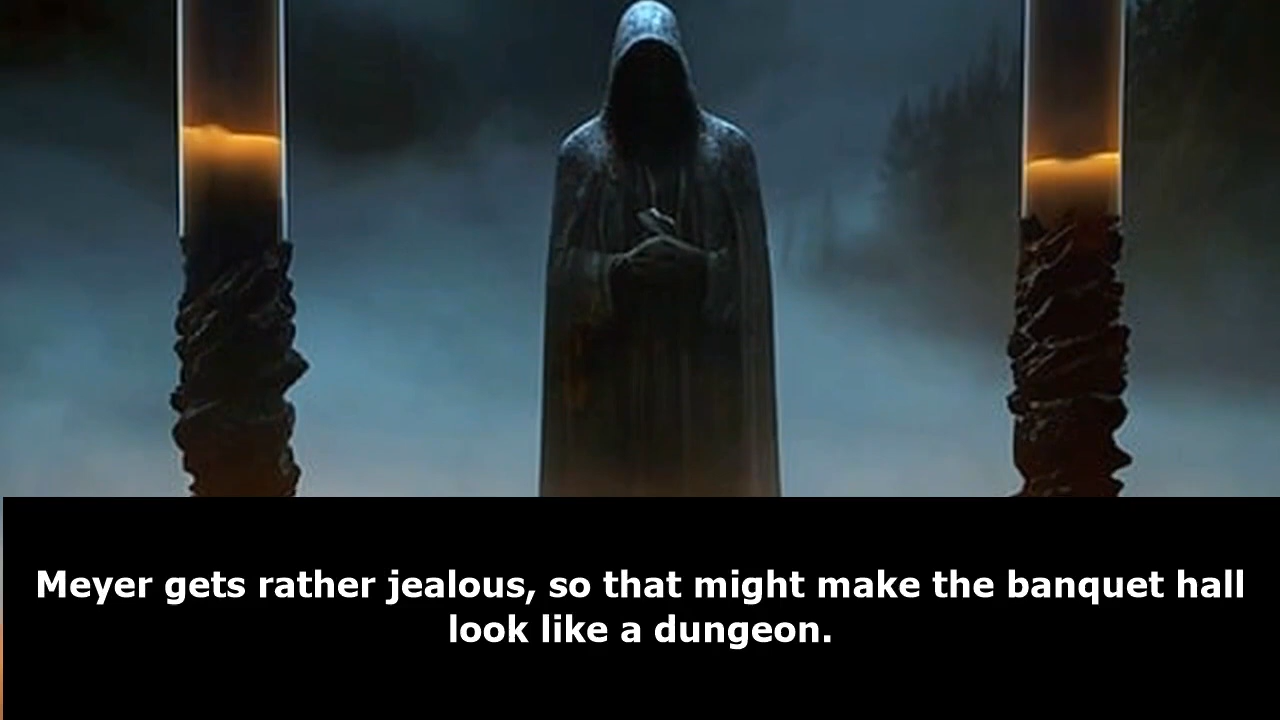 Meyer gets rather jealous, so that might make the banquet hall
look like a dungeon.